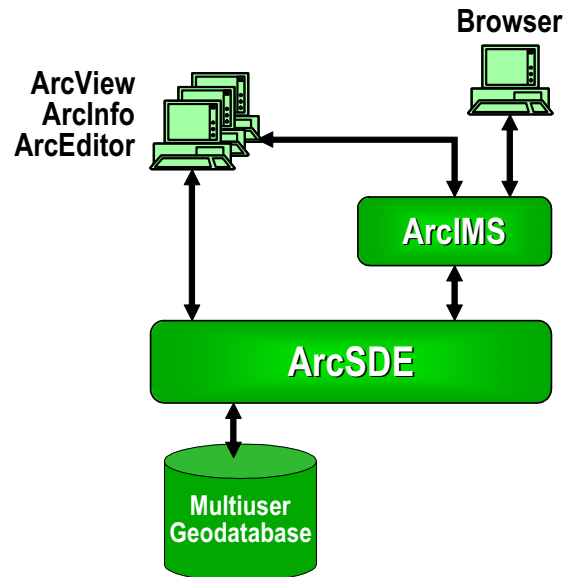 Browser
ArcView
ArcInfo
ArcEditor
ArcIMS
ArcSDE
Multiuser
Geodatabase